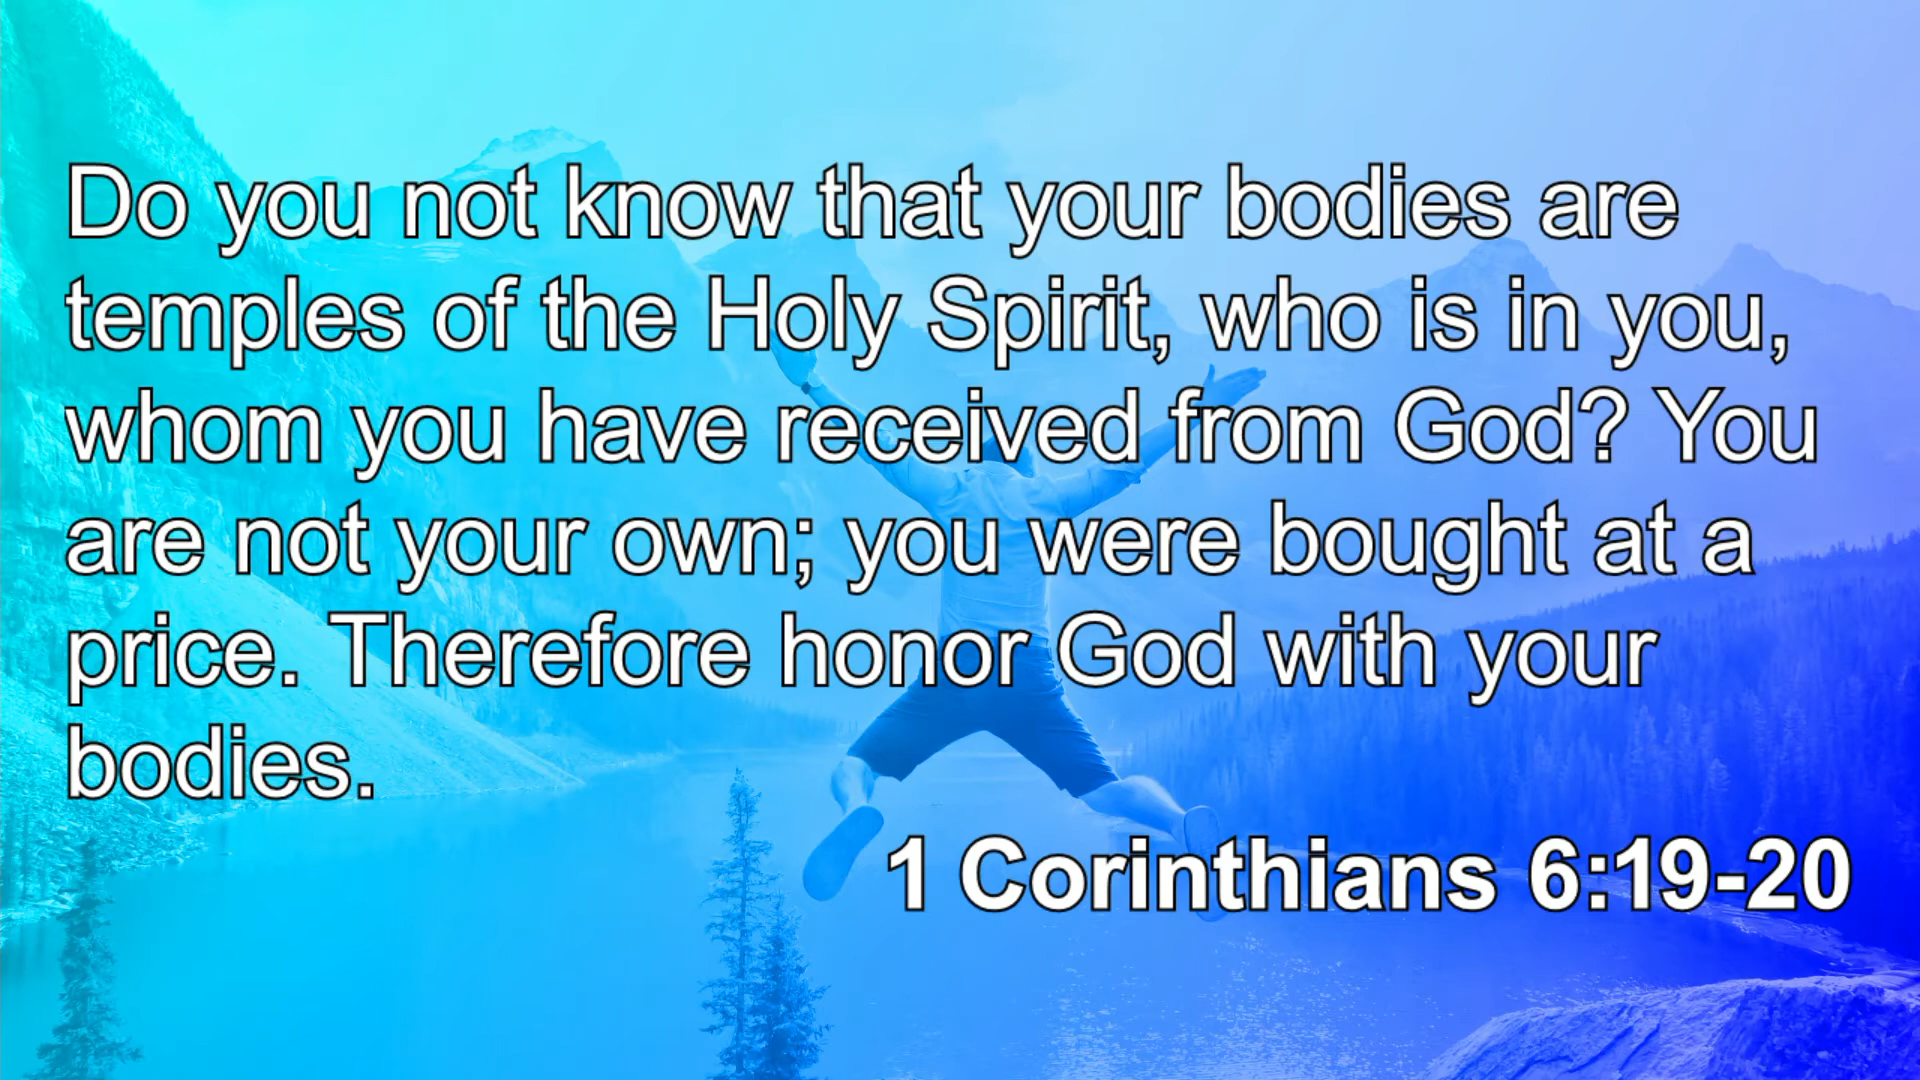 Do you not know that your bodies are
temples of the Holy Spirit, who is in you,
whom you have received from God? You
are not your own; you were bought at a
price. Therefore honor God with your
bodies.
1 Corinthians 6:19-20